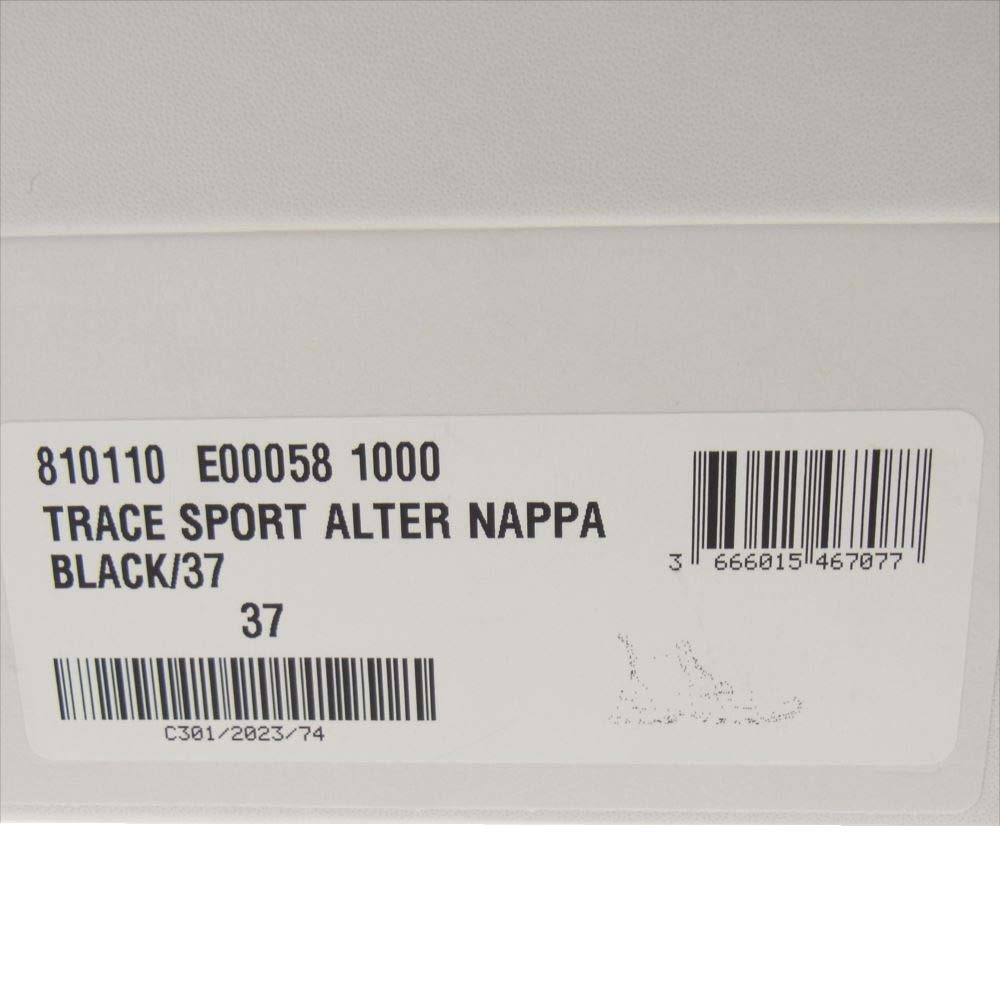 810110 E00058 1000
TRACE SPORT ALTER NAPPA
BLACK/37
37
3 666015 467077
C301/2023/74